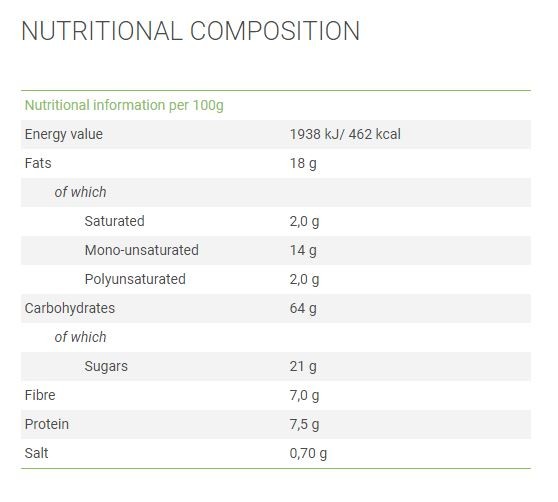 NUTRITIONAL COMPOSITION
Nutritional information per 100g
Energy value 1938 kJ/ 462 kcal
Fats 18 g
of which
Saturated 2,0 g
Mono-unsaturated 14 g
Polyunsaturated 2,0 g
Carbohydrates 64 g
of which
Sugars 21 g
Fibre 7,0 g
Protein 7,5 g
Salt 0,70 g